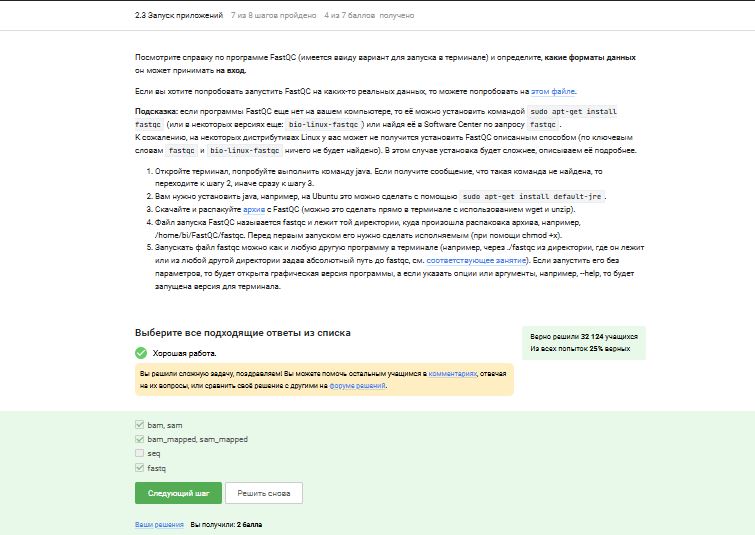 2.3 Запуск приложений 7 из 8 шагов пройдено 4 из 7 баллов получено
Посмотрите справку по программе FastQC (имеется ввиду вариант для запуска в терминале) и определите, какие форматы данных
он может принимать на вход.
Если вы хотите попробовать запустить FastQC на каких-то реальных данных, то можете попробовать на этом файле.
Подсказка: если программы FastQC еще нет на вашем компьютере, то её можно установить командой sudo apt-get install
fastqc (или в некоторых версиях еще: bio-linux-fastqc) или найдя её в Software Center по запросу fastqc.
К сожалению, на некоторых дистрибутивах Linux у вас может не получится установить FastQC описанным способом (по ключевым
словам fastqc и bio-linux-fastqc ничего не будет найдено). В этом случае установка будет сложнее, описываем её подробнее.
1. Откройте терминал, попробуйте выполнить команду java. Если получите сообщение, что такая команда не найдена, то
переходите к шагу 2, иначе сразу к шагу 3.
2. Вам нужно установить java, например, на Ubuntu это можно сделать с помощью sudo apt-get install default-jre.
3. Скачайте и распакуйте архив с FastQC (можно это сделать прямо в терминале с использованием wget и unzip).
4. Файл запуска FastQC называется fastqc и лежит той директории, куда произошла распаковка архива, например,
/home/bi/FastQC/fastqc. Перед первым запуском его нужно сделать исполняемым (при помощи chmod +x).
5. Запускать файл fastqc можно как и любую другую программу в терминале (например, через ./fastqc из директории, где он лежит
или из любой другой директории задав абсолютный путь до fastqc, см. соответствующее занятие). Если запустить его без
параметров, то будет открыта графическая версия программы, а если указать опции или аргументы, например, --help, то будет
запущена версия для терминала.
Выберите все подходящие ответы из списка
Верно решили 32 124 учащихся
Из всех попыток 25% верных
Хорошая работа.
Вы решили сложную задачу, поздравляем! Вы можете помочь остальным учащимся в комментариях, отвечая
на их вопросы, или сравнить своё решение с другими на форуме решений.
bam, sam
bam_mapped, sam_mapped
seq
fastq
Следующий шаг Решить снова
Ваши решения Вы получили: 2 балла